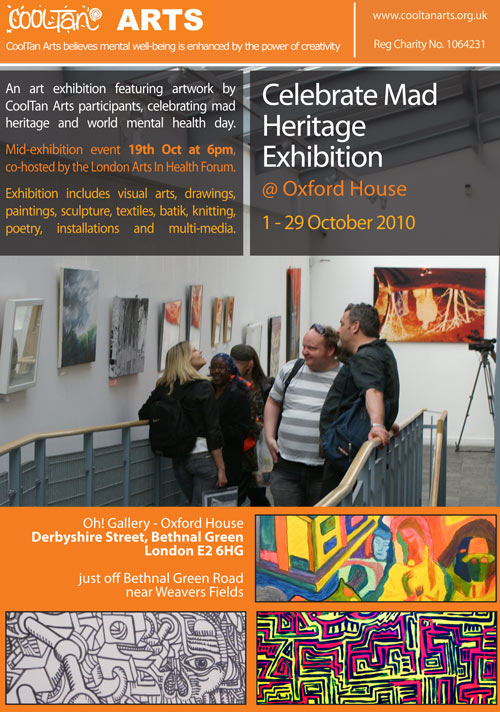 CoolTan ARTS
CoolTan Arts believes mental well-being is enhanced by the power of creativity
www.cooltanarts.org.uk
Reg Charity No. 1064231
An art exhibition featuring artwork by
CoolTan Arts participants, celebrating mad
heritage and world mental health day.
Mid-exhibition event 19th Oct at 6pm,
co-hosted by the London Arts In Health Forum.
Exhibition includes visual arts, drawings,
paintings, sculpture, textiles, batik, knitting,
poetry, installations and multi-media.
Celebrate Mad
Heritage
Exhibition
@ Oxford House
1 - 29 October 2010
Oh! Gallery - Oxford House
Derbyshire Street, Bethnal Green
London E2 6HG
just off Bethnal Green Road
near Weavers Fields